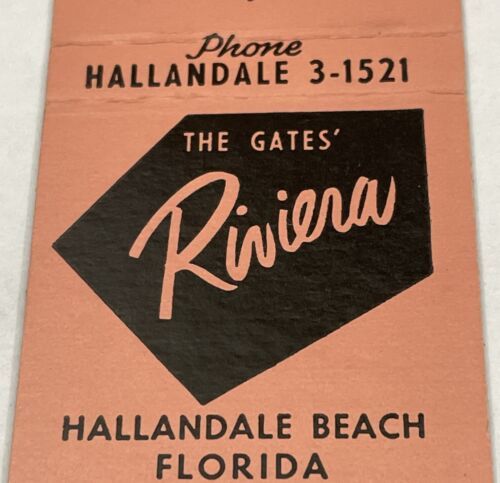 Phone
HALLANDALE 3-1521
THE GATES'
Riviera
HALLANDALE BEACH
FLORIDA